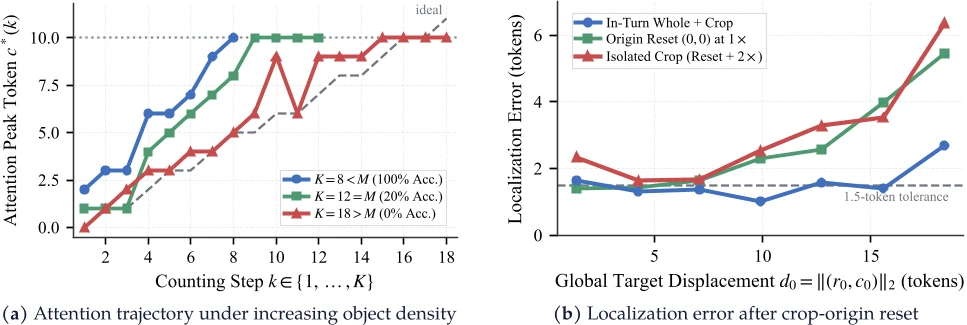 ideal
10.0
7.5
5.0
2.5
0.0
Attention Peak Token c* (k)
K = 8 < M (100% Acc.)
K = 12 = M (20% Acc.)
K = 18 > M (0% Acc.)
2 4 6 8 10 12 14 16 18
Counting Step k ∈ {1, …, K}
(a) Attention trajectory under increasing object density
In-Turn Whole + Crop
Origin Reset (0, 0) at 1×
Isolated Crop (Reset + 2×)
6
4
2
0
Localization Error (tokens)
1.5-token tolerance
5 10 15
Global Target Displacement d₀ = ‖(r₀, c₀)‖₂ (tokens)
(b) Localization error after crop-origin reset